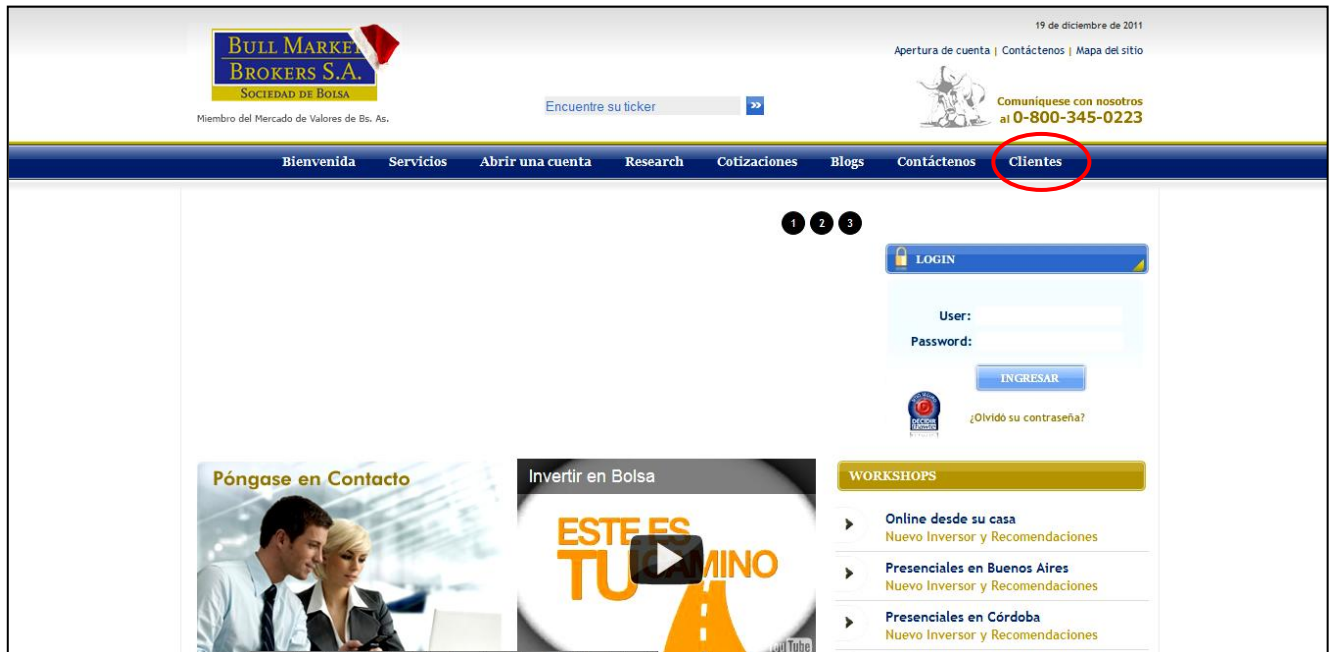 19 de diciembre de 2011
BULL MARKET
BROKERS S.A.
SOCIEDAD DE BOLSA
Apertura de cuenta | Contáctenos | Mapa del sitio
Miembro del Mercado de Valores de Bs. As.
Encuentre su ticker
Comuníquese con nosotros
al 0-800-345-0223
Bienvenida Servicios Abrir una cuenta Research Cotizaciones Blogs Contáctenos Clientes
1 2 3
LOGIN
User:
Password:
INGRESAR
¿Olvidó su contraseña?
Póngase en Contacto
Invertir en Bolsa
ESTE ES
TU CAMINO
WORKSHOPS
Online desde su casa
Nuevo Inversor y Recomendaciones
Presenciales en Buenos Aires
Nuevo Inversor y Recomendaciones
Presenciales en Córdoba
Nuevo Inversor y Recomendaciones